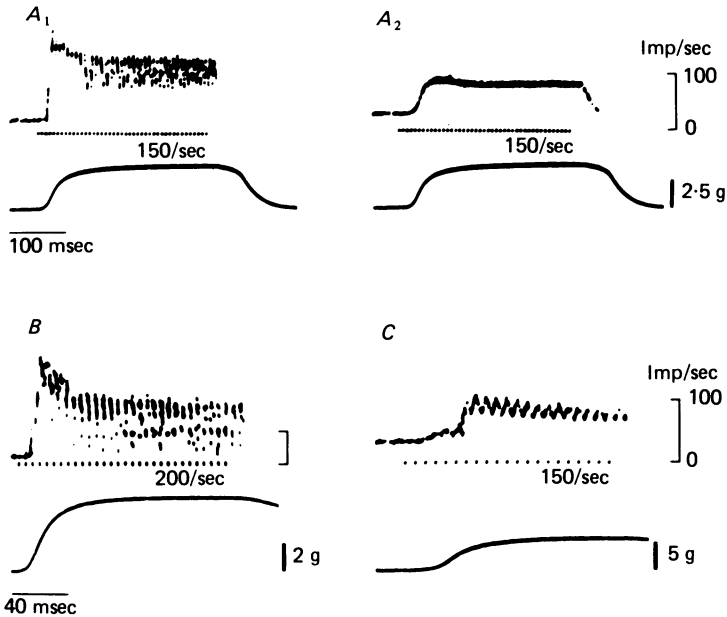 A₁
A₂
Imp/sec
100
0
150/sec
150/sec
2·5 g
100 msec
B
C
Imp/sec
100
0
200/sec
150/sec
2 g
5 g
40 msec